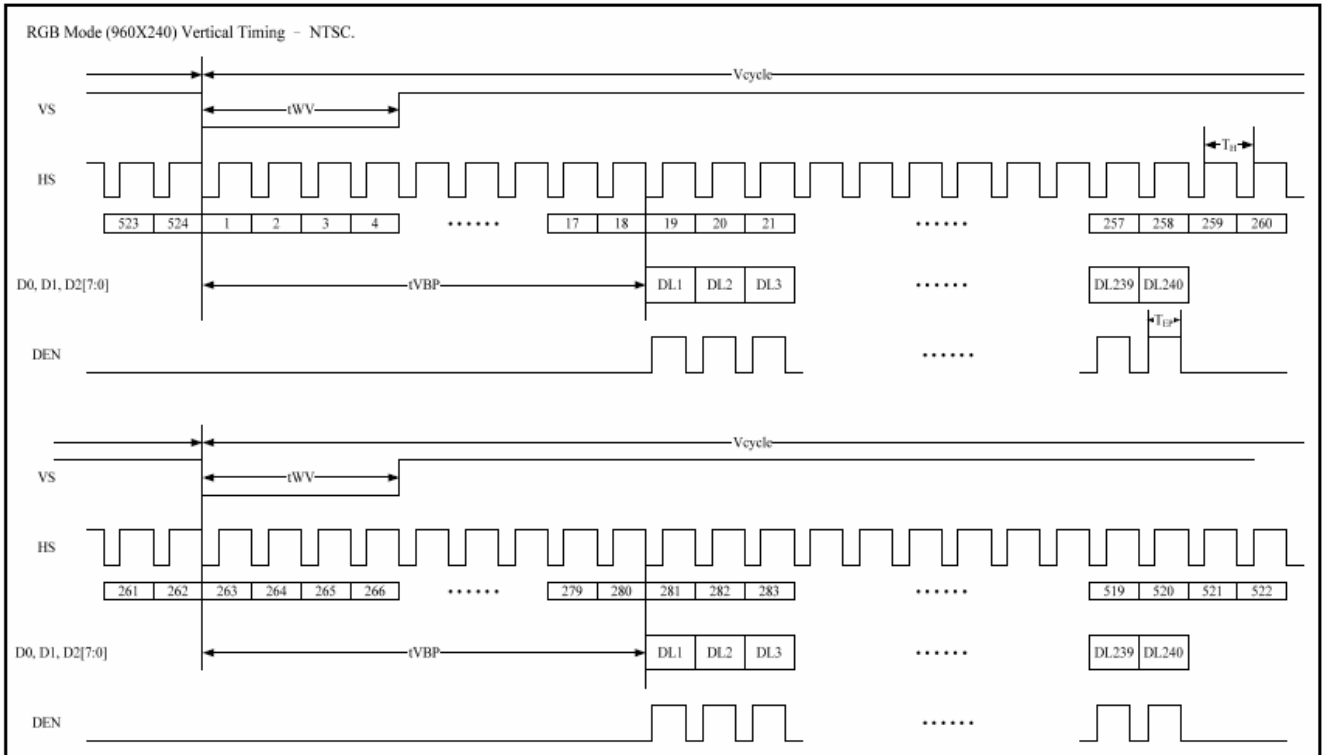 RGB Mode (960X240) Vertical Timing － NTSC.
Vcycle
VS
tWV
TH
HS
523 524 1 2 3 4 ...... 17 18 19 20 21 ...... 257 258 259 260
D0, D1, D2[7:0] tVBP DL1 DL2 DL3 ...... DL239 DL240
TEP
DEN ......
Vcycle
VS
tWV
HS
261 262 263 264 265 266 ...... 279 280 281 282 283 ...... 519 520 521 522
D0, D1, D2[7:0] tVBP DL1 DL2 DL3 ...... DL239 DL240
DEN ......